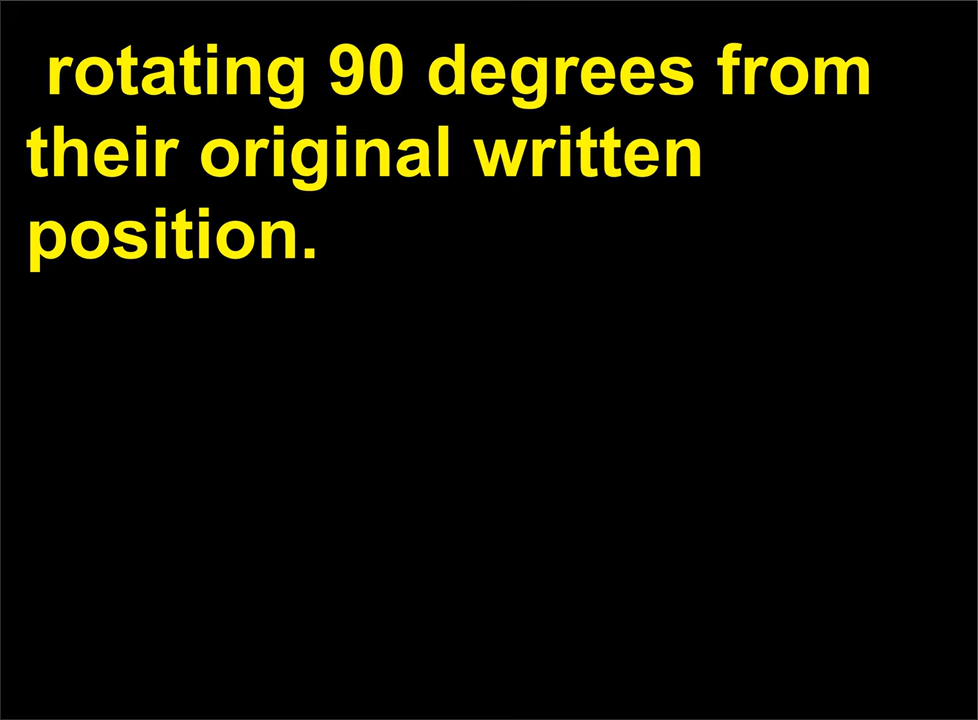 rotating 90 degrees from
their original written
position.